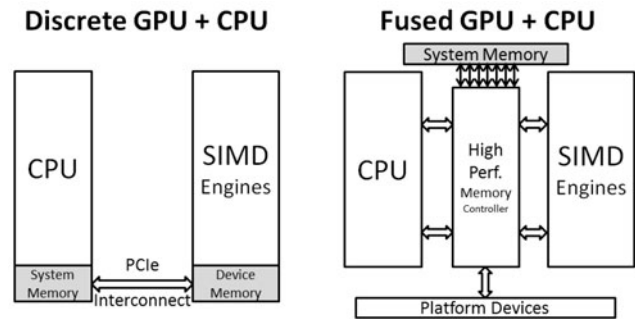 Discrete GPU + CPU
CPU
SIMD
Engines
System
Memory
PCIe
Interconnect
Device
Memory
Fused GPU + CPU
System Memory
CPU
High
Perf.
Memory
Controller
SIMD
Engines
Platform Devices